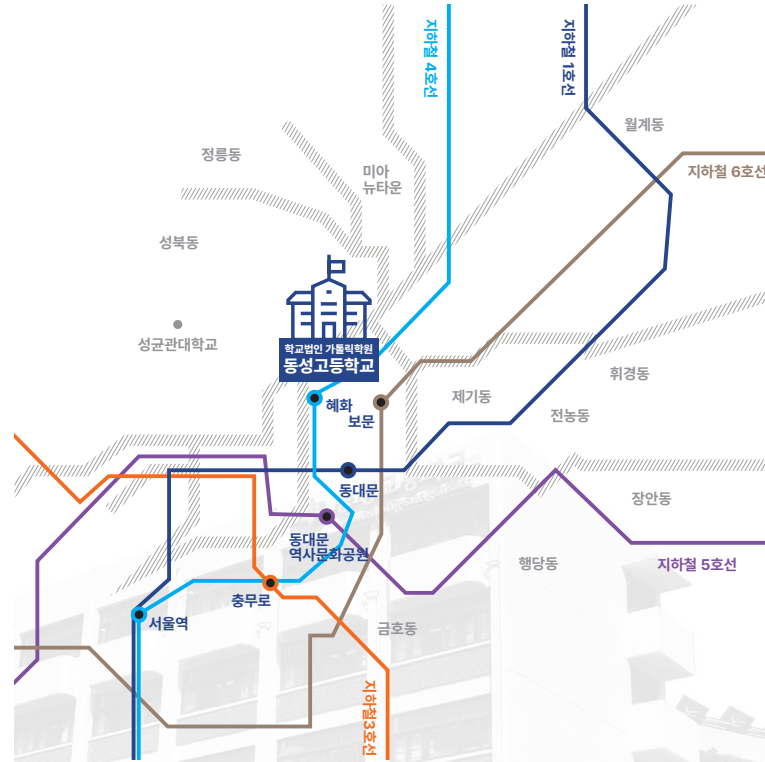 지하철 4호선
지하철 1호선
월계동
정릉동
미아
뉴타운
지하철 6호선
성북동
성균관대학교
학교법인 가톨릭학원
동성고등학교
휘경동
제기동
혜화
보문
전농동
동대문
장안동
동대문
역사문화공원
행당동
지하철 5호선
충무로
서울역
금호동
지하철3호선